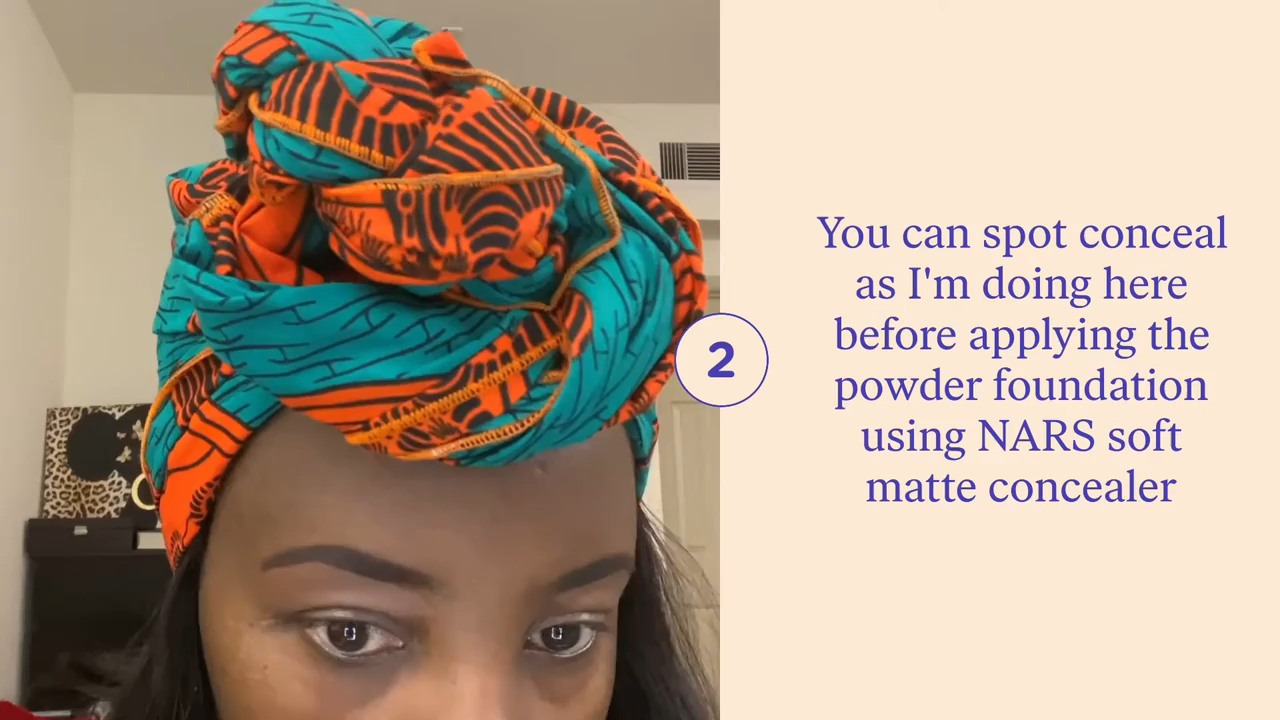 2
You can spot conceal
as I'm doing here
before applying the
powder foundation
using NARS soft
matte concealer